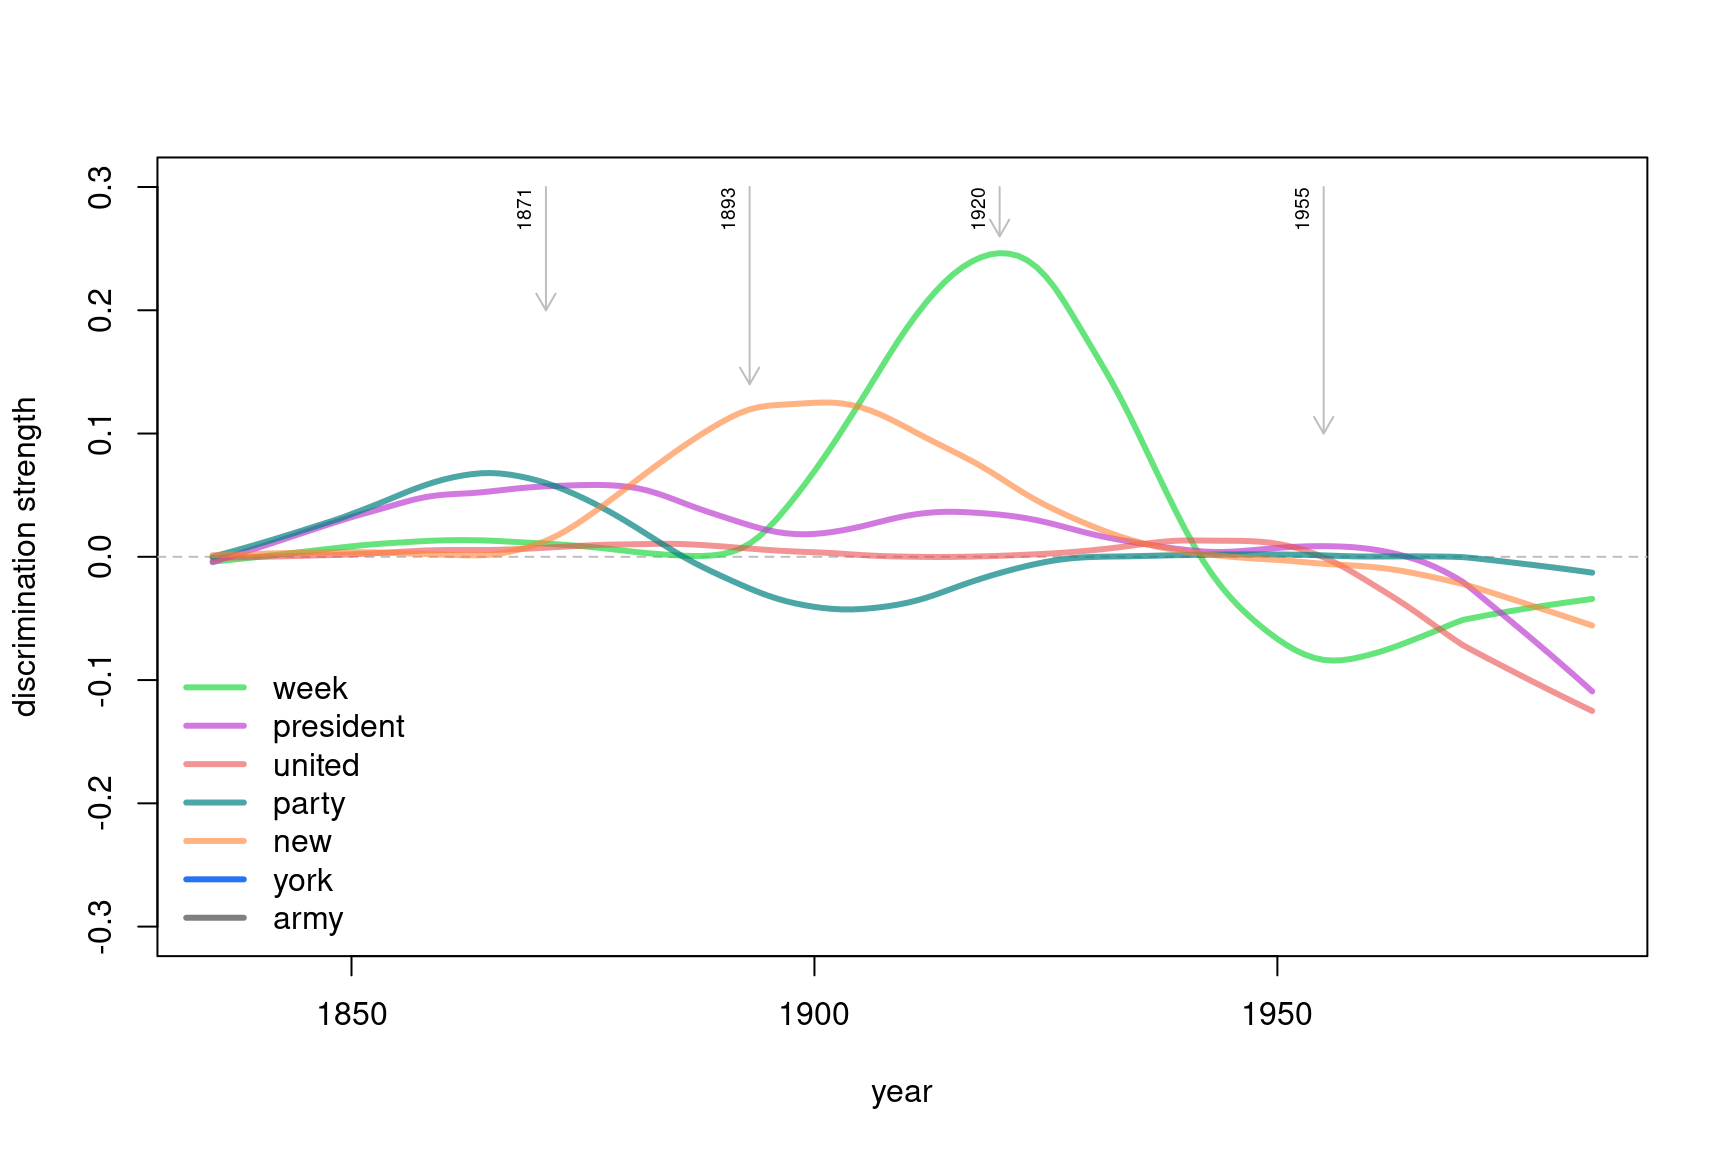 1871
1893
1920
1955
discrimination strength
0.3
0.2
0.1
0.0
-0.1
-0.2
-0.3
week
president
united
party
new
york
army
1850
1900
1950
year